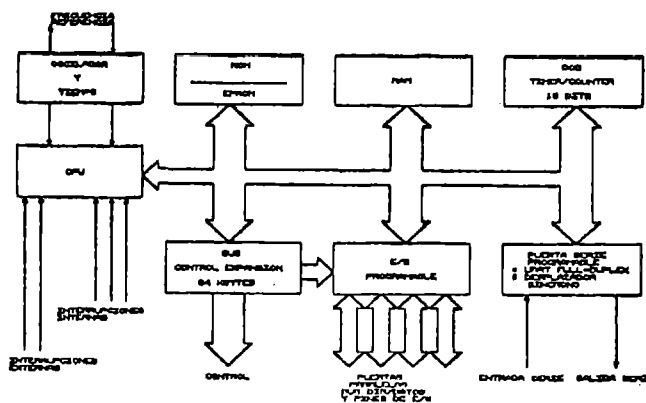 FRECUENCIA
REFERENCIA
OSCILADOR
Y
TIEMPO
ROM
EPROM
RAM
DOS
TIMER/COUNTER
16 BITS
CPU
BUS
CONTROL EXPANSION
64 KBYTES
E/S
PROGRAMABLE
PUERTA SERIE
PROGRAMABLE
UART FULL-DUPLEX
DESPLAZADOR
SINCRONO
INTERRUPCIONES
INTERNAS
INTERRUPCIONES
EXTERNAS
CONTROL
PUERTAS
PARALELAS
Y PINES DE E/S
ENTRADA SERIE
SALIDA SERIE